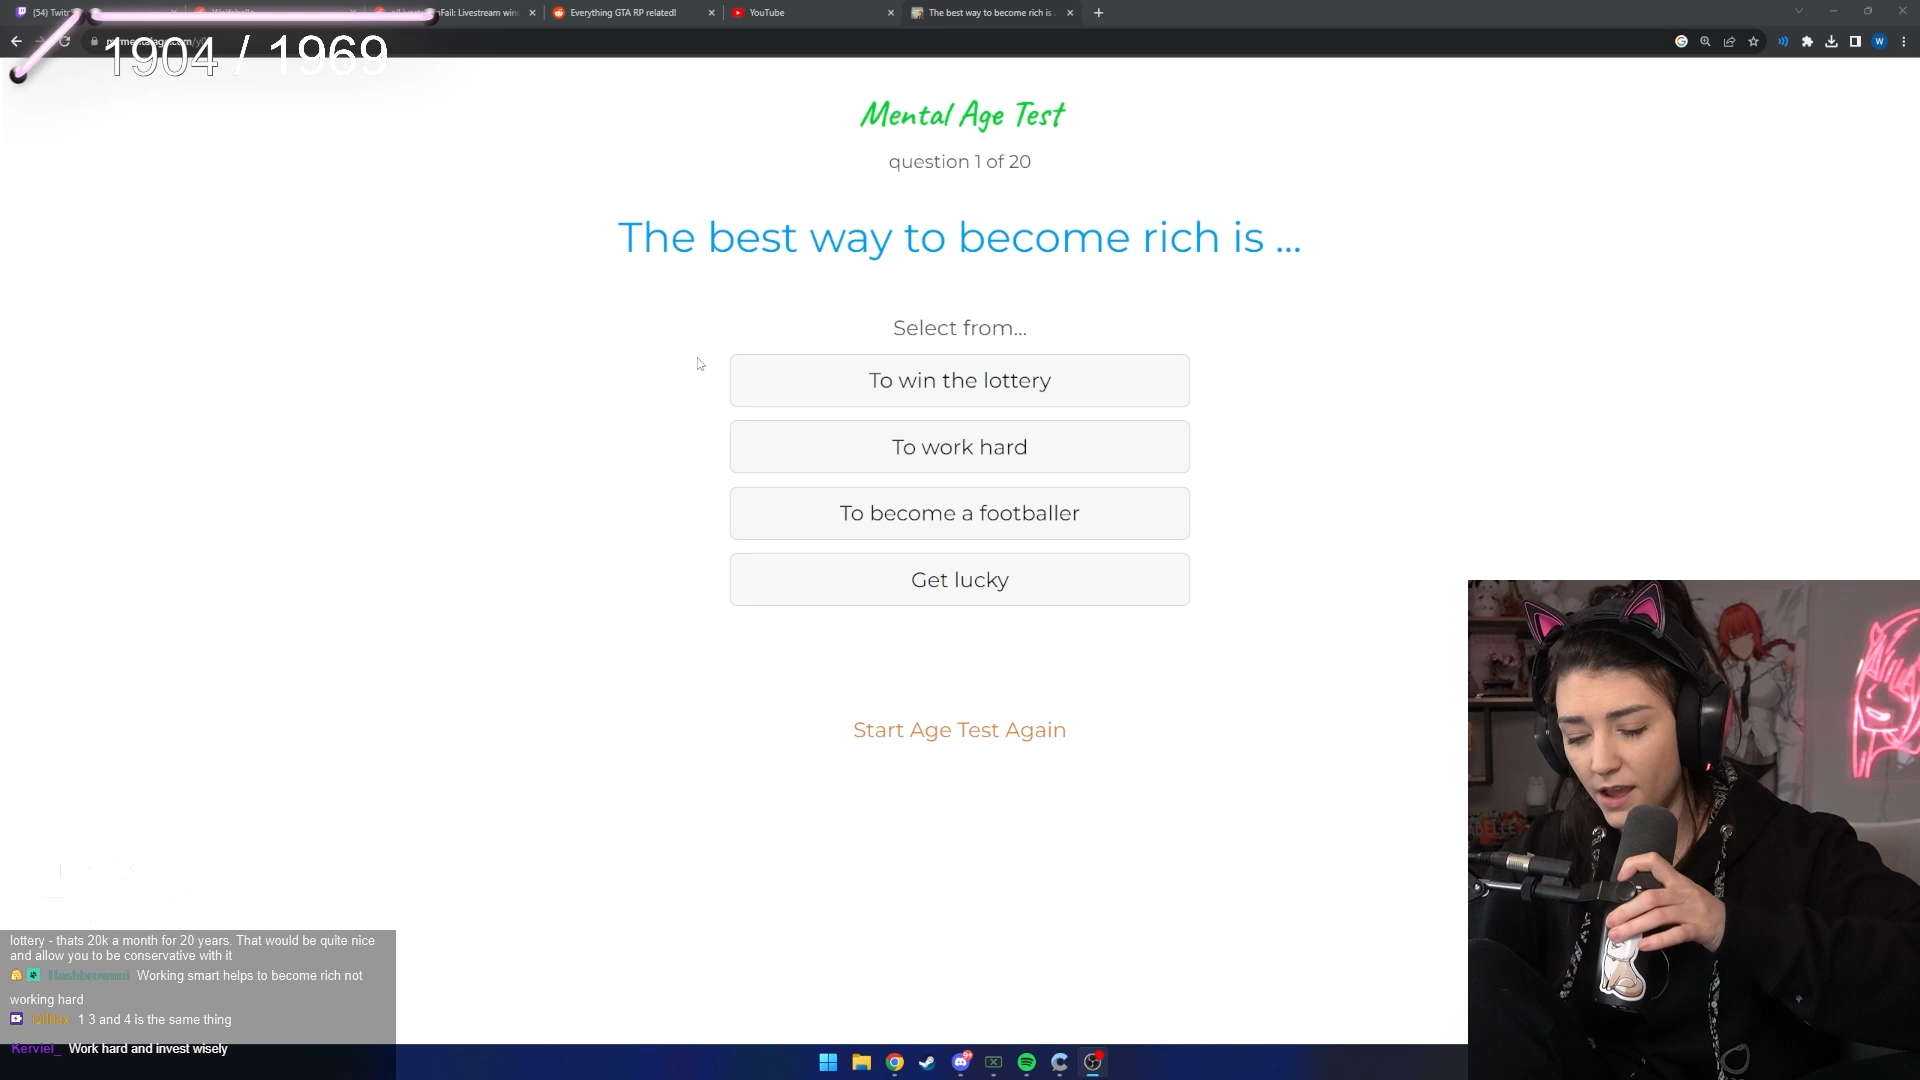 (54) Twitc
Fail: Livestream win
Everything GTA RP related!
YouTube
The best way to become rich is
1904 / 1969
W
Mental Age Test
question 1 of 20
The best way to become rich is ...
Select from...
To win the lottery
To work hard
To become a footballer
Get lucky
Start Age Test Again
lottery - thats 20k a month for 20 years. That would be quite nice
and allow you to be conservative with it
Working smart helps to become rich not
working hard
1 3 and 4 is the same thing
Kerviel_ Work hard and invest wisely